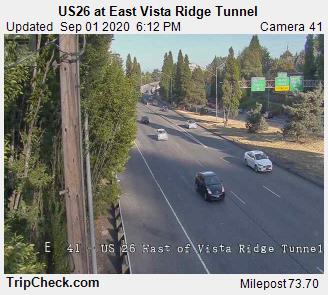 US26 at East Vista Ridge Tunnel
Updated Sep 01 2020 6:12 PM Camera 41
E 41 - US 26 East of Vista Ridge Tunnel
TripCheck.com Milepost73.70